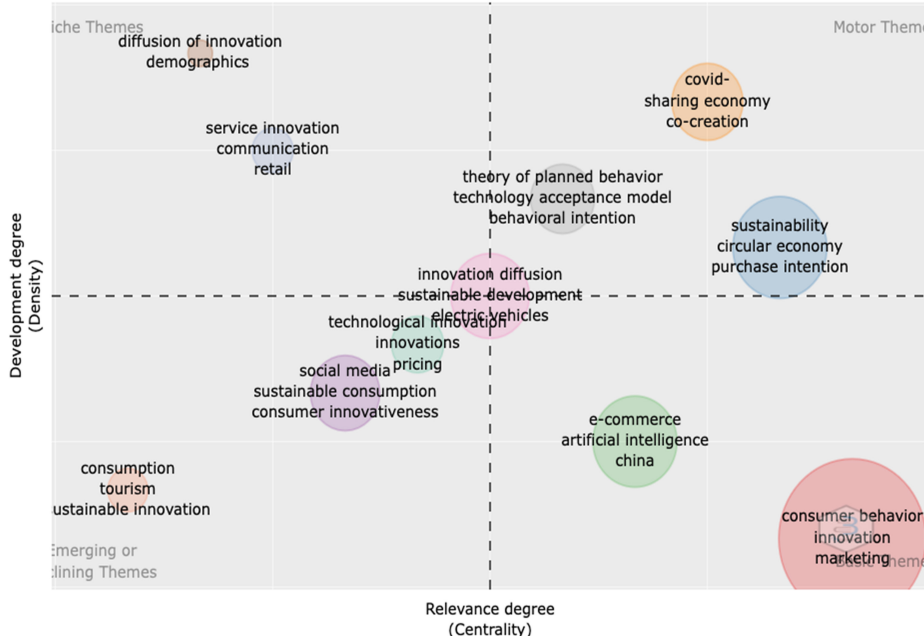 iche Themes
Motor Theme
diffusion of innovation
demographics
covid-
sharing economy
co-creation
service innovation
communication
retail
theory of planned behavior
technology acceptance model
behavioral intention
sustainability
circular economy
purchase intention
innovation diffusion
sustainable development
electric vehicles
technological innovation
innovations
pricing
social media
sustainable consumption
consumer innovativeness
e-commerce
artificial intelligence
china
consumption
tourism
ustainable innovation
consumer behavior
innovation
marketing
Basic Theme
Emerging or
clining Themes
Development degree
(Density)
Relevance degree
(Centrality)